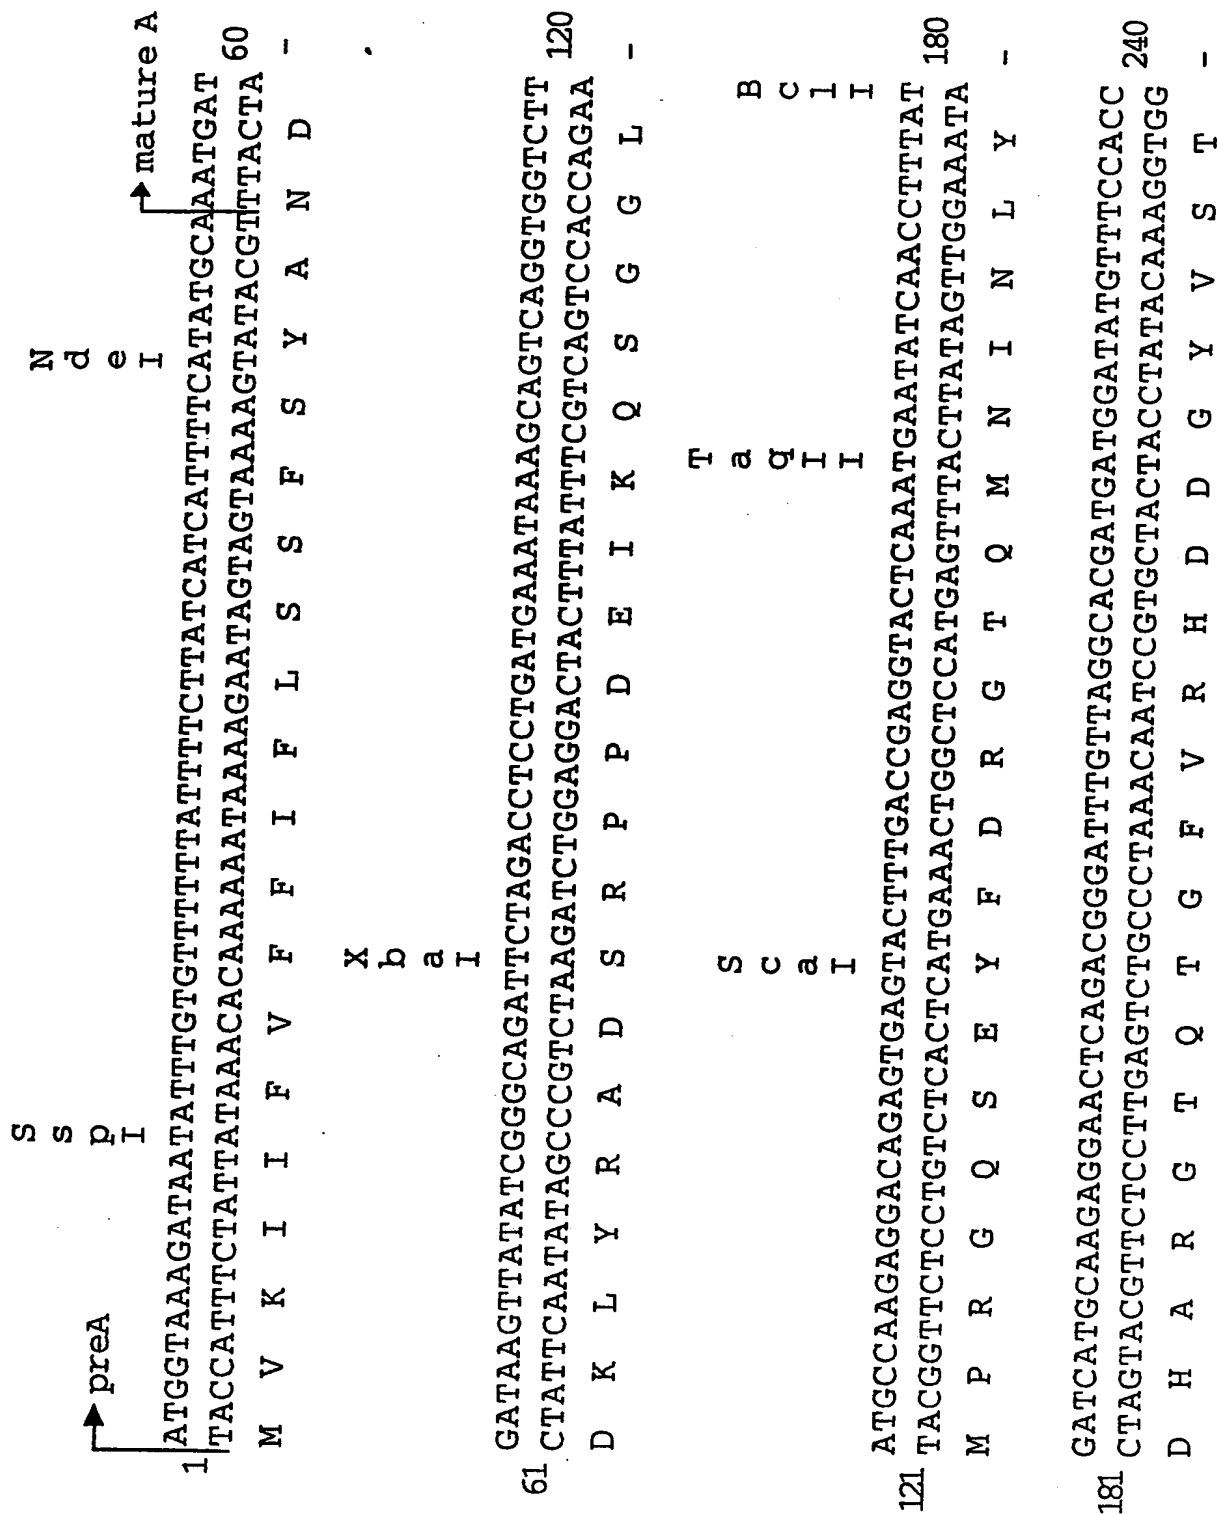 preA
mature A
SspI
NdeI
ATGGTAAAGATAATATTTGTGTTTTTTATTTTCTTATCATCATTTTCATATGCAAATGAT
1 60
TACCATTTCTATTATAAACACAAAAAATAAAAGAATAGTAGTAAAAGTATACGTTTACTA
M V K I I F V F F I F L S S F S Y A N D -
XbaI
GATAAGTTATATCGGGCAGATTCTAGACCTCCTGATGAAATAAAGCAGTCAGGTGGTCTT
61 120
CTATTCAATATAGCCCGTCTAAGATCTGGAGGACTACTTTATTTCGTCAGTCCACCAGAA
D K L Y R A D S R P P D E I K Q S G G L -
ScaI
TaqII
BclI
ATGCCAAGAGGACAGAGTGAGTACTTTGACCGAGGTACTCAAATGAATATCAACCTTTAT
121 180
TACGGTTCTCCTGTCTCACTCATGAAACTGGCTCCATGAGTTTACTTATAGTTGGAAATA
M P R G Q S E Y F D R G T Q M N I N L Y -
GATCATGCAAGAGGAACTCAGACGGGATTTGTTAGGCACGATGATGGATATGTTTCCACC
181 240
CTAGTACGTTCTCCTTGAGTCTGCCCTAAACAATCCGTGCTACTACCTATACAAAGGTGG
D H A R G T Q T G F V R H D D G Y V S T -